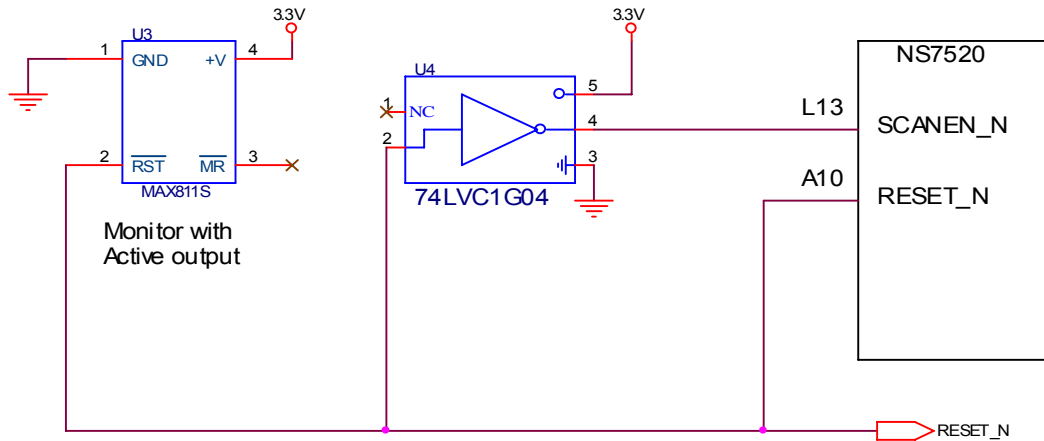 3.3V
U3
1
GND
+V
4
2
RST
MR
3
MAX811S
Monitor with
Active output
3.3V
U4
1
NC
5
2
4
3
74LVC1G04
NS7520
L13
SCANEN_N
A10
RESET_N
RESET_N